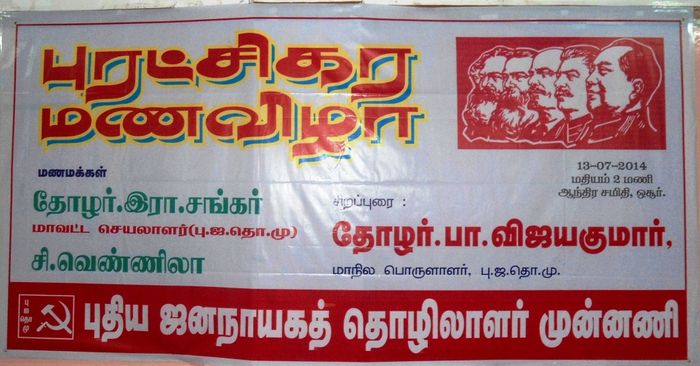 புரட்சிகர
மணவிழா
13-07-2014
மதியம் 2 மணி
ஆந்திர சமிதி, ஒசூர்.
மணமக்கள்
தோழர்.இரா.சங்கர்
மாவட்ட செயலாளர்(பு.ஜ.தொ.மு)
சி.வெண்ணிலா
சிறப்புரை :
தோழர்.பா.விஜயகுமார்,
மாநில பொருளாளர், பு.ஜ.தொ.மு.
பு
ஜ
தொ
மு
புதிய ஜனநாயகத் தொழிலாளர் முன்னணி